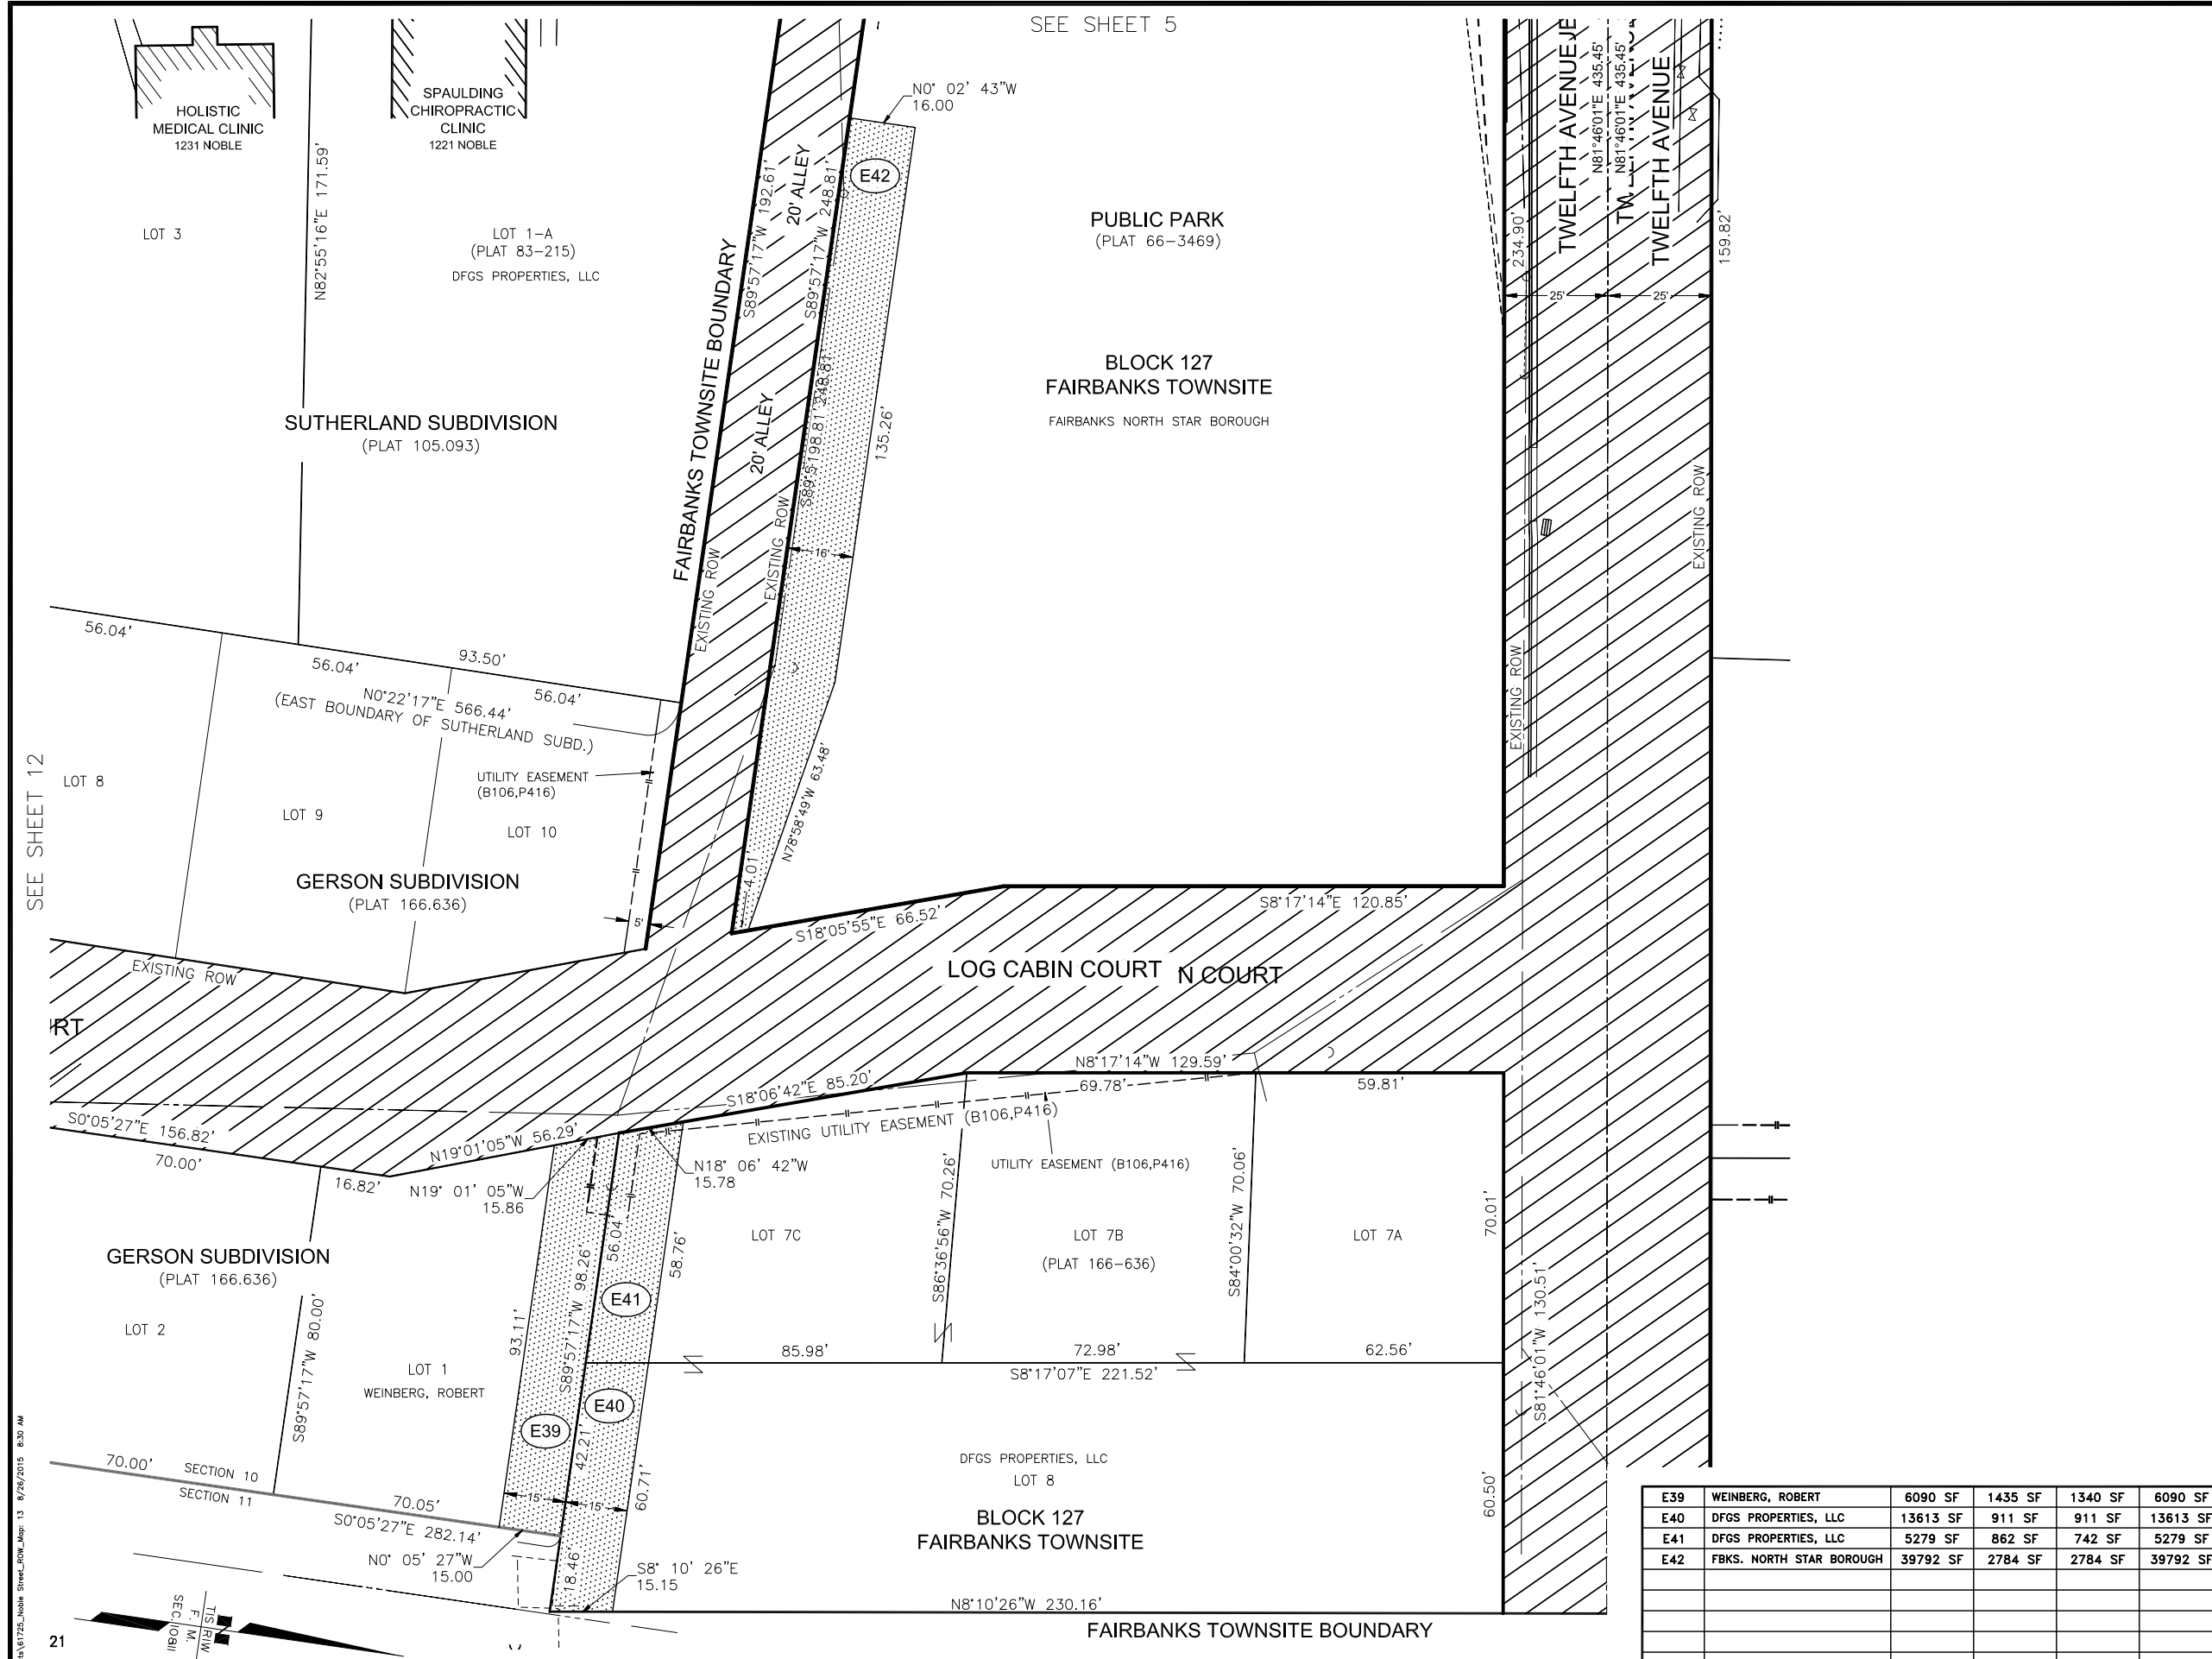 SEE SHEET 5
HOLISTIC
MEDICAL CLINIC
1231 NOBLE
SPAULDING
CHIROPRACTIC
CLINIC
1221 NOBLE
LOT 3
N82°55'16"E 171.59'
LOT 1-A
(PLAT 83-215)
DFGS PROPERTIES, LLC
SUTHERLAND SUBDIVISION
(PLAT 105.093)
FAIRBANKS TOWNSITE BOUNDARY
S89°57'17"W 192.61'
20' ALLEY
S89°57'17"W 248.81'
20' ALLEY
EXISTING ROW
EXISTING ROW
198.81
N0° 02' 43"W
16.00
E42
135.26'
16'
N78°58'49"W 63.48'
4.01'
PUBLIC PARK
(PLAT 66-3469)
BLOCK 127
FAIRBANKS TOWNSITE
FAIRBANKS NORTH STAR BOROUGH
TWELFTH AVENUE
N81°46'01"E 435.45'
N81°46'01"E 435.45'
TWELFTH AVENUE
234.90'
159.82'
25'
25'
EXISTING ROW
EXISTING ROW
56.04'
56.04'
93.50'
56.04'
N0°22'17"E 566.44'
(EAST BOUNDARY OF SUTHERLAND SUBD.)
SEE SHEET 12
LOT 8
LOT 9
UTILITY EASEMENT
(B106,P416)
LOT 10
GERSON SUBDIVISION
(PLAT 166.636)
5'
EXISTING ROW
RT
S18°05'55"E 66.52'
S8°17'14"E 120.85'
LOG CABIN COURT
N COURT
N8°17'14"W 129.59'
S18°06'42"E 85.20'
69.78'
59.81'
EXISTING UTILITY EASEMENT (B106,P416)
UTILITY EASEMENT (B106,P416)
S0°05'27"E 156.82'
70.00'
16.82'
N19°01'05"W 56.29'
N19° 01' 05"W
15.86
N18° 06' 42"W
15.78
GERSON SUBDIVISION
(PLAT 166.636)
LOT 2
S89°57'17"W 80.00'
LOT 1
WEINBERG, ROBERT
93.11'
S89°57'17"W 98.26'
56.04'
58.76'
E41
E40
E39
42.21'
60.71'
15'
15'
18.46
LOT 7C
S86°36'56"W 70.26'
LOT 7B
(PLAT 166-636)
S84°00'32"W 70.06'
LOT 7A
70.01'
85.98'
72.98'
62.56'
S8°17'07"E 221.52'
S81°46'01"W 130.51'
DFGS PROPERTIES, LLC
LOT 8
BLOCK 127
FAIRBANKS TOWNSITE
60.50'
70.00'
SECTION 10
SECTION 11
70.05'
S0°05'27"E 282.14'
N0° 05' 27"W
15.00
S8° 10' 26"E
15.15
N8°10'26"W 230.16'
FAIRBANKS TOWNSITE BOUNDARY
E39 WEINBERG, ROBERT 6090 SF 1435 SF 1340 SF 6090 SF
E40 DFGS PROPERTIES, LLC 13613 SF 911 SF 911 SF 13613 SF
E41 DFGS PROPERTIES, LLC 5279 SF 862 SF 742 SF 5279 SF
E42 FBKS. NORTH STAR BOROUGH 39792 SF 2784 SF 2784 SF 39792 SF
61725_Noble Street_ROW_Map: 13 8/26/2015 8:30 AM
21